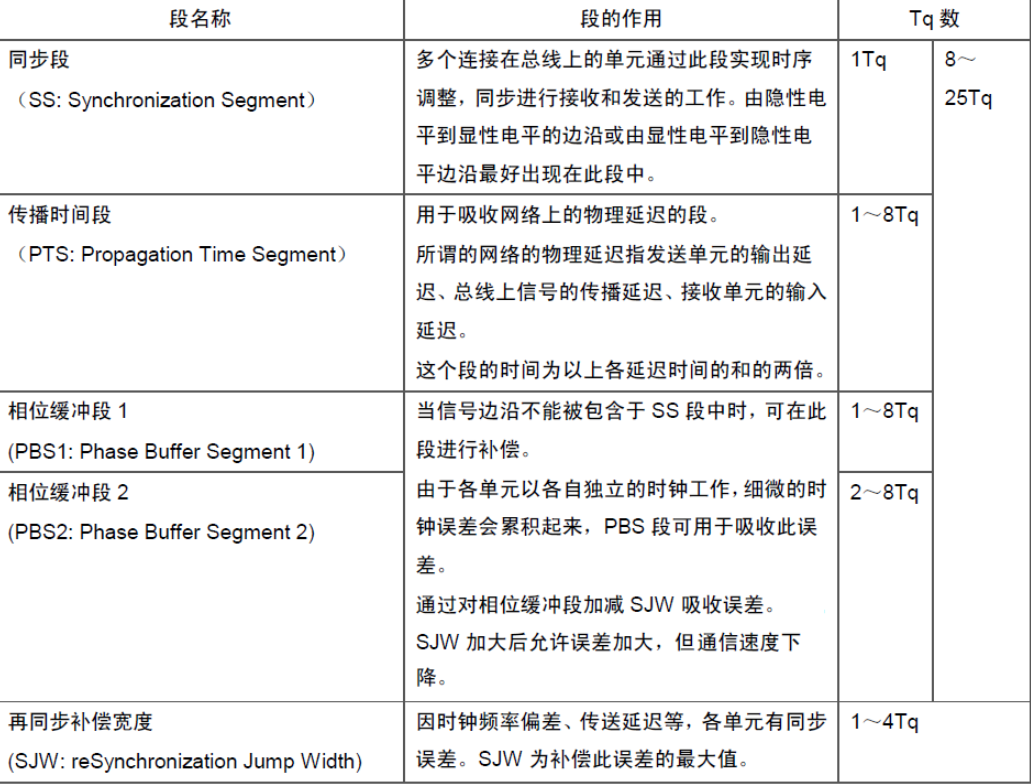 段名称 段的作用 Tq 数
同步段
（SS: Synchronization Segment）
多个连接在总线上的单元通过此段实现时序
调整，同步进行接收和发送的工作。由隐性电
平到显性电平的边沿或由显性电平到隐性电
平边沿最好出现在此段中。
1Tq
8～
25Tq
传播时间段
（PTS: Propagation Time Segment）
用于吸收网络上的物理延迟的段。
所谓的网络的物理延迟指发送单元的输出延
迟、总线上信号的传播延迟、接收单元的输入
延迟。
这个段的时间为以上各延迟时间的和的两倍。
1～8Tq
相位缓冲段 1
(PBS1: Phase Buffer Segment 1)
当信号边沿不能被包含于 SS 段中时，可在此
段进行补偿。
1～8Tq
相位缓冲段 2
(PBS2: Phase Buffer Segment 2)
由于各单元以各自独立的时钟工作，细微的时
钟误差会累积起来，PBS 段可用于吸收此误
差。
通过对相位缓冲段加减 SJW 吸收误差。
SJW 加大后允许误差加大，但通信速度下
降。
2～8Tq
再同步补偿宽度
(SJW: reSynchronization Jump Width)
因时钟频率偏差、传送延迟等，各单元有同步
误差。SJW 为补偿此误差的最大值。
1～4Tq